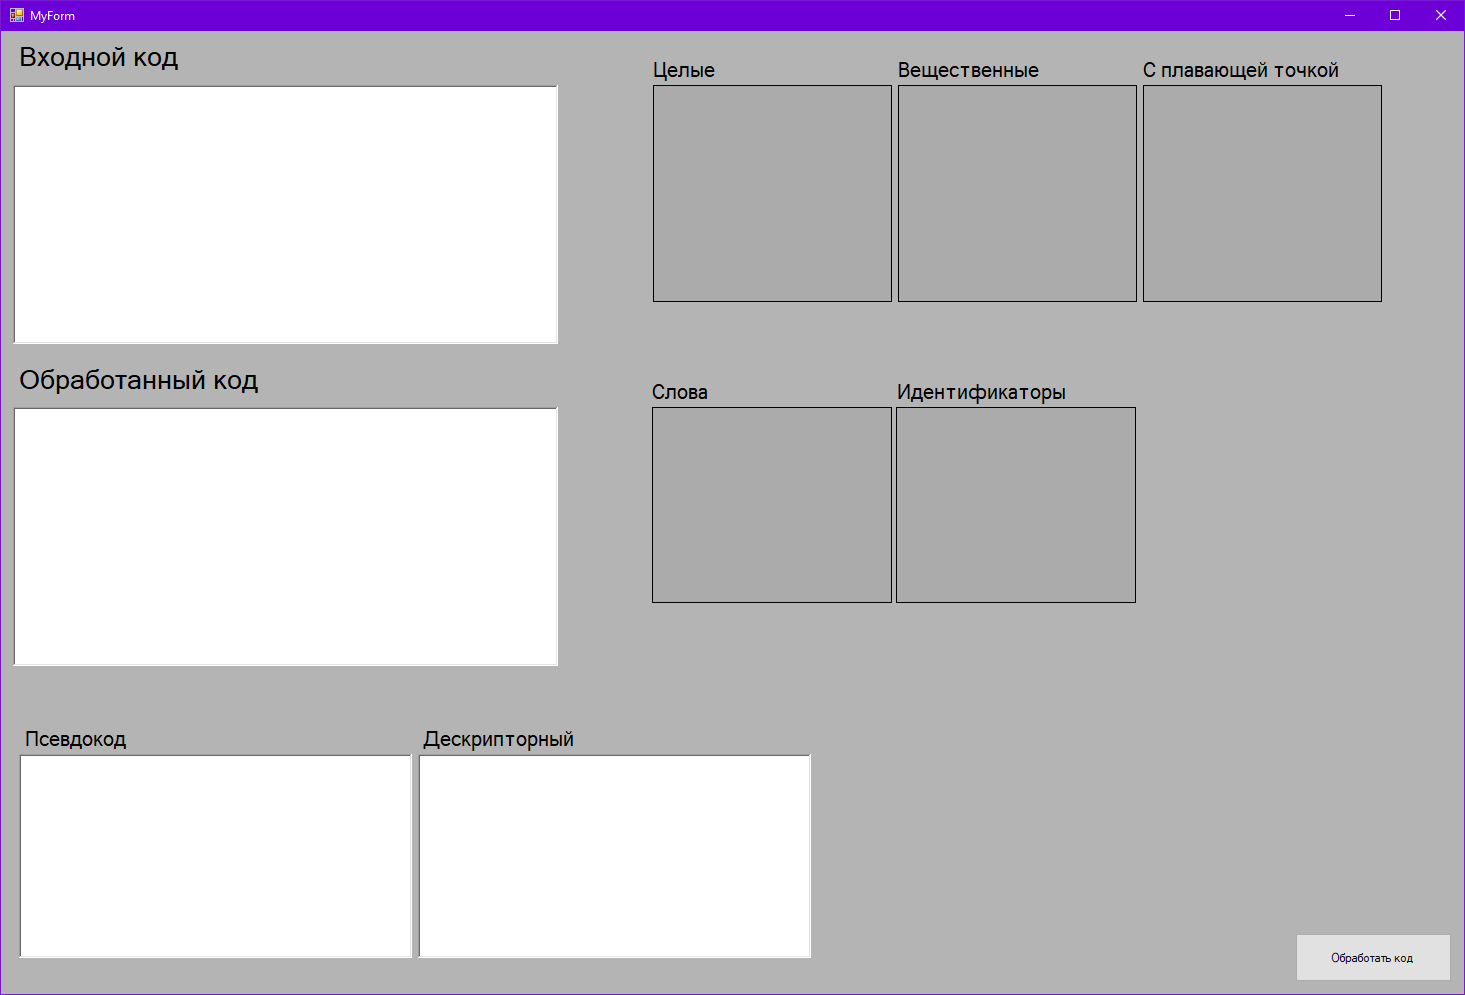 MyForm
Входной код
Целые
Вещественные
С плавающей точкой
Обработанный код
Слова
Идентификаторы
Псевдокод
Дескрипторный
Обработать код